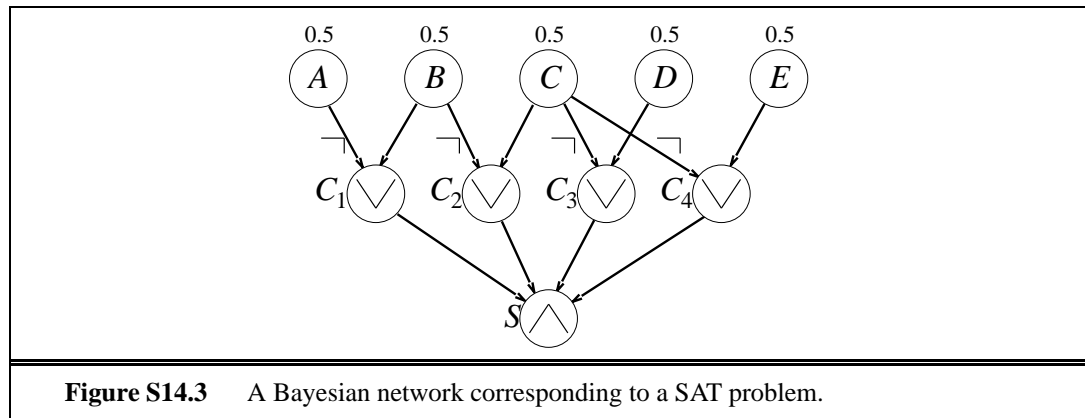 0.5 0.5 0.5 0.5 0.5
A B C D E
¬ ¬ ¬ ¬
C1 ∨ C2 ∨ C3 ∨ C4 ∨
S ∧
Figure S14.3 A Bayesian network corresponding to a SAT problem.